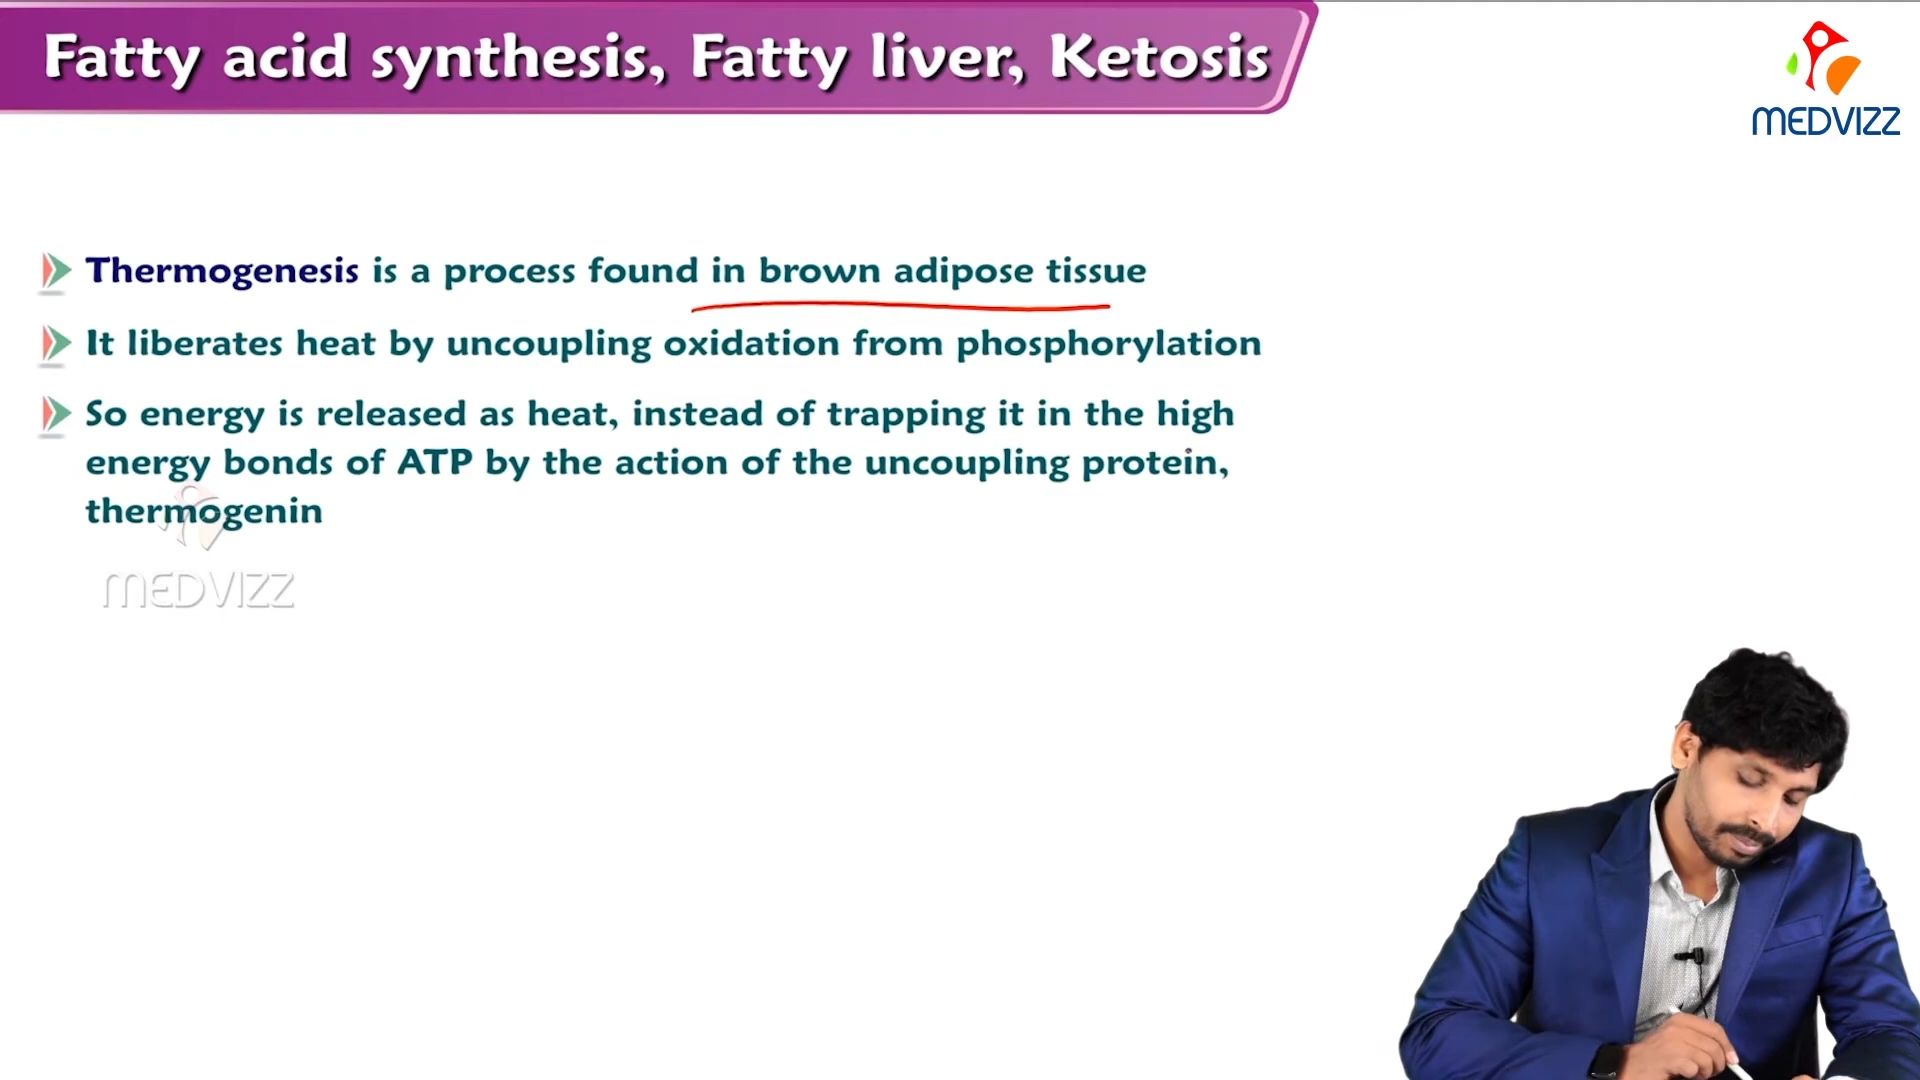 Fatty acid synthesis, Fatty liver, Ketosis
MEDVIZZ
Thermogenesis is a process found in brown adipose tissue
It liberates heat by uncoupling oxidation from phosphorylation
So energy is released as heat, instead of trapping it in the high
energy bonds of ATP by the action of the uncoupling protein,
thermogenin
MEDVIZZ